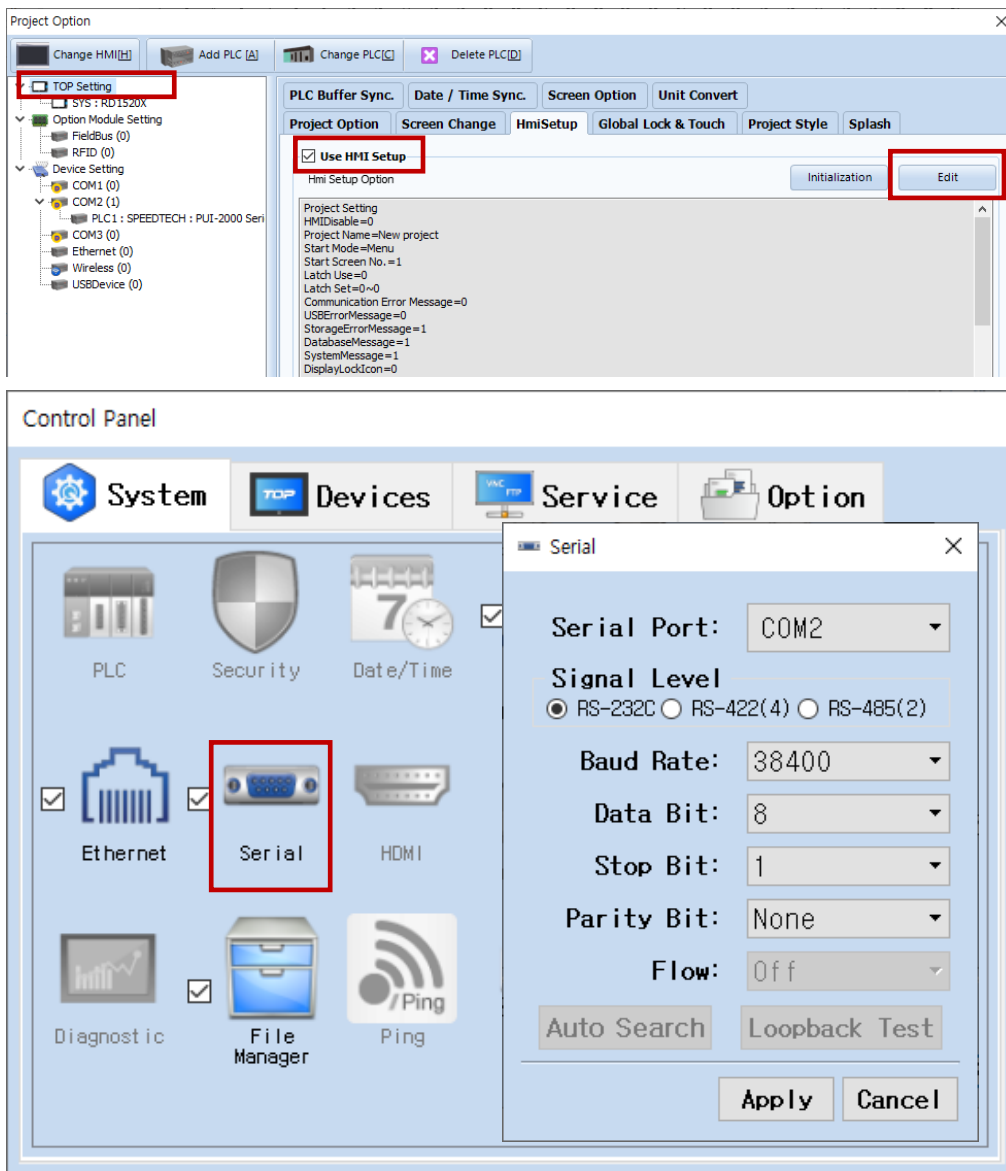 Project Option
Change HMI[H]
Add PLC [A]
Change PLC[C]
Delete PLC[D]
TOP Setting
SYS : RD1520X
Option Module Setting
FieldBus (0)
RFID (0)
Device Setting
COM1 (0)
COM2 (1)
PLC1 : SPEEDTECH : PUI-2000 Seri
COM3 (0)
Ethernet (0)
Wireless (0)
USBDevice (0)
PLC Buffer Sync.
Date / Time Sync.
Screen Option
Unit Convert
Project Option
Screen Change
HmiSetup
Global Lock & Touch
Project Style
Splash
Use HMI Setup
Hmi Setup Option
Initialization
Edit
Project Setting
HMIDisable=0
Project Name=New project
Start Mode=Menu
Start Screen No.=1
Latch Use=0
Latch Set=0~0
Communication Error Message=0
USBErrorMessage=0
StorageErrorMessage=1
DatabaseMessage=1
SystemMessage=1
DisplayLockIcon=0
Control Panel
System
TOP
Devices
VNC
FTP
Service
Option
PLC
Security
7
Date/Time
Ethernet
Serial
HDMI
Diagnostic
File
Manager
/Ping
Ping
Serial
Serial Port: COM2
Signal Level
RS-232C RS-422(4) RS-485(2)
Baud Rate: 38400
Data Bit: 8
Stop Bit: 1
Parity Bit: None
Flow: Off
Auto Search
Loopback Test
Apply
Cancel